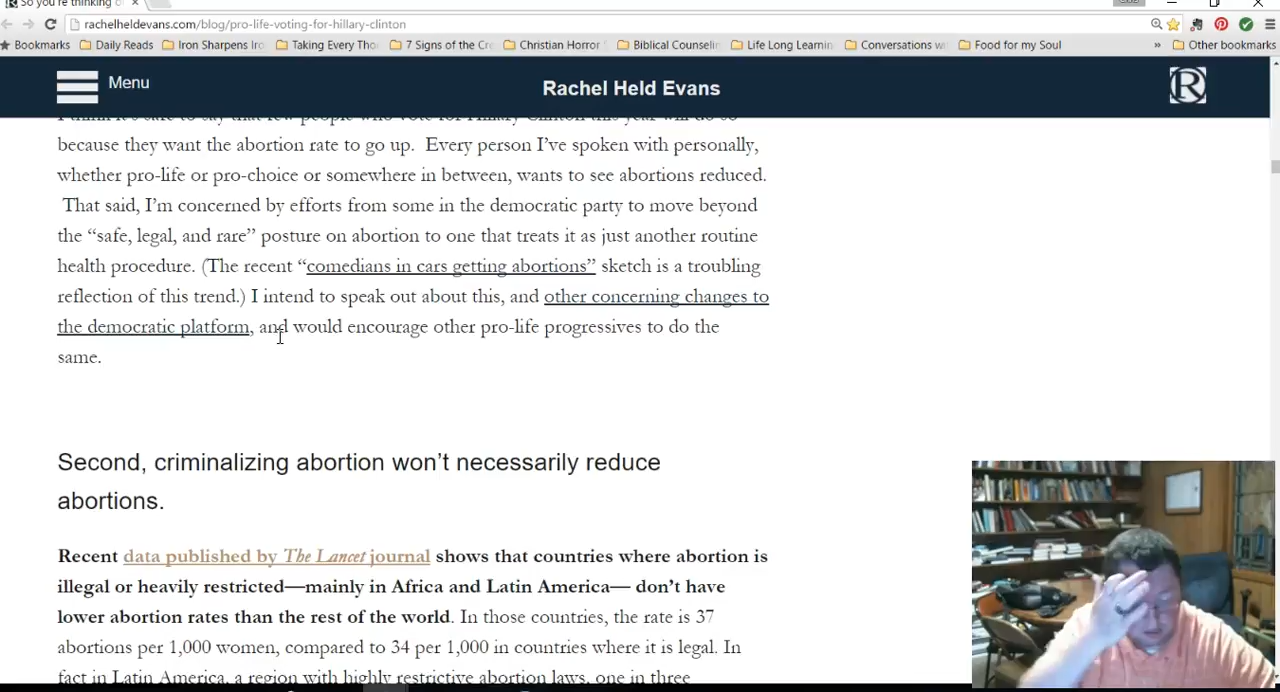 So you're thinking o
rachelheldevans.com/blog/pro-life-voting-for-hillary-clinton
Bookmarks Daily Reads Iron Sharpens Iro Taking Every Tho 7 Signs of the Cr Christian Horror Biblical Counselin Life Long Learnin Conversations w Food for my Soul » Other bookmarks
Menu Rachel Held Evans R
I think it's safe to say that few people who vote for Hillary Clinton this year will do so
because they want the abortion rate to go up. Every person I've spoken with personally,
whether pro-life or pro-choice or somewhere in between, wants to see abortions reduced.
That said, I'm concerned by efforts from some in the democratic party to move beyond
the “safe, legal, and rare” posture on abortion to one that treats it as just another routine
health procedure. (The recent “comedians in cars getting abortions” sketch is a troubling
reflection of this trend.) I intend to speak out about this, and other concerning changes to
the democratic platform, and would encourage other pro-life progressives to do the
same.
Second, criminalizing abortion won't necessarily reduce
abortions.
Recent data published by The Lancet journal shows that countries where abortion is
illegal or heavily restricted—mainly in Africa and Latin America— don't have
lower abortion rates than the rest of the world. In those countries, the rate is 37
abortions per 1,000 women, compared to 34 per 1,000 in countries where it is legal. In
fact in Latin America, a region with highly restrictive abortion laws, one in three